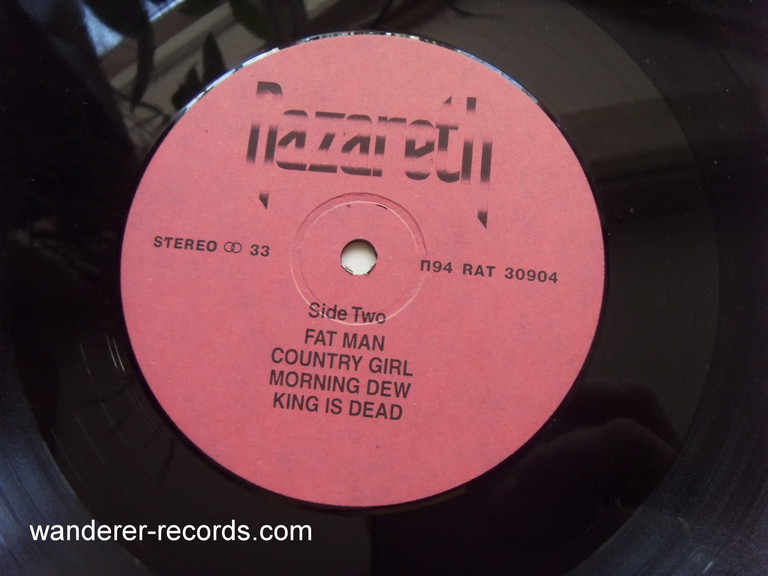 Nazareth
STEREO ꝏ 33
П94 RAT 30904
Side Two
FAT MAN
COUNTRY GIRL
MORNING DEW
KING IS DEAD
wanderer-records.com